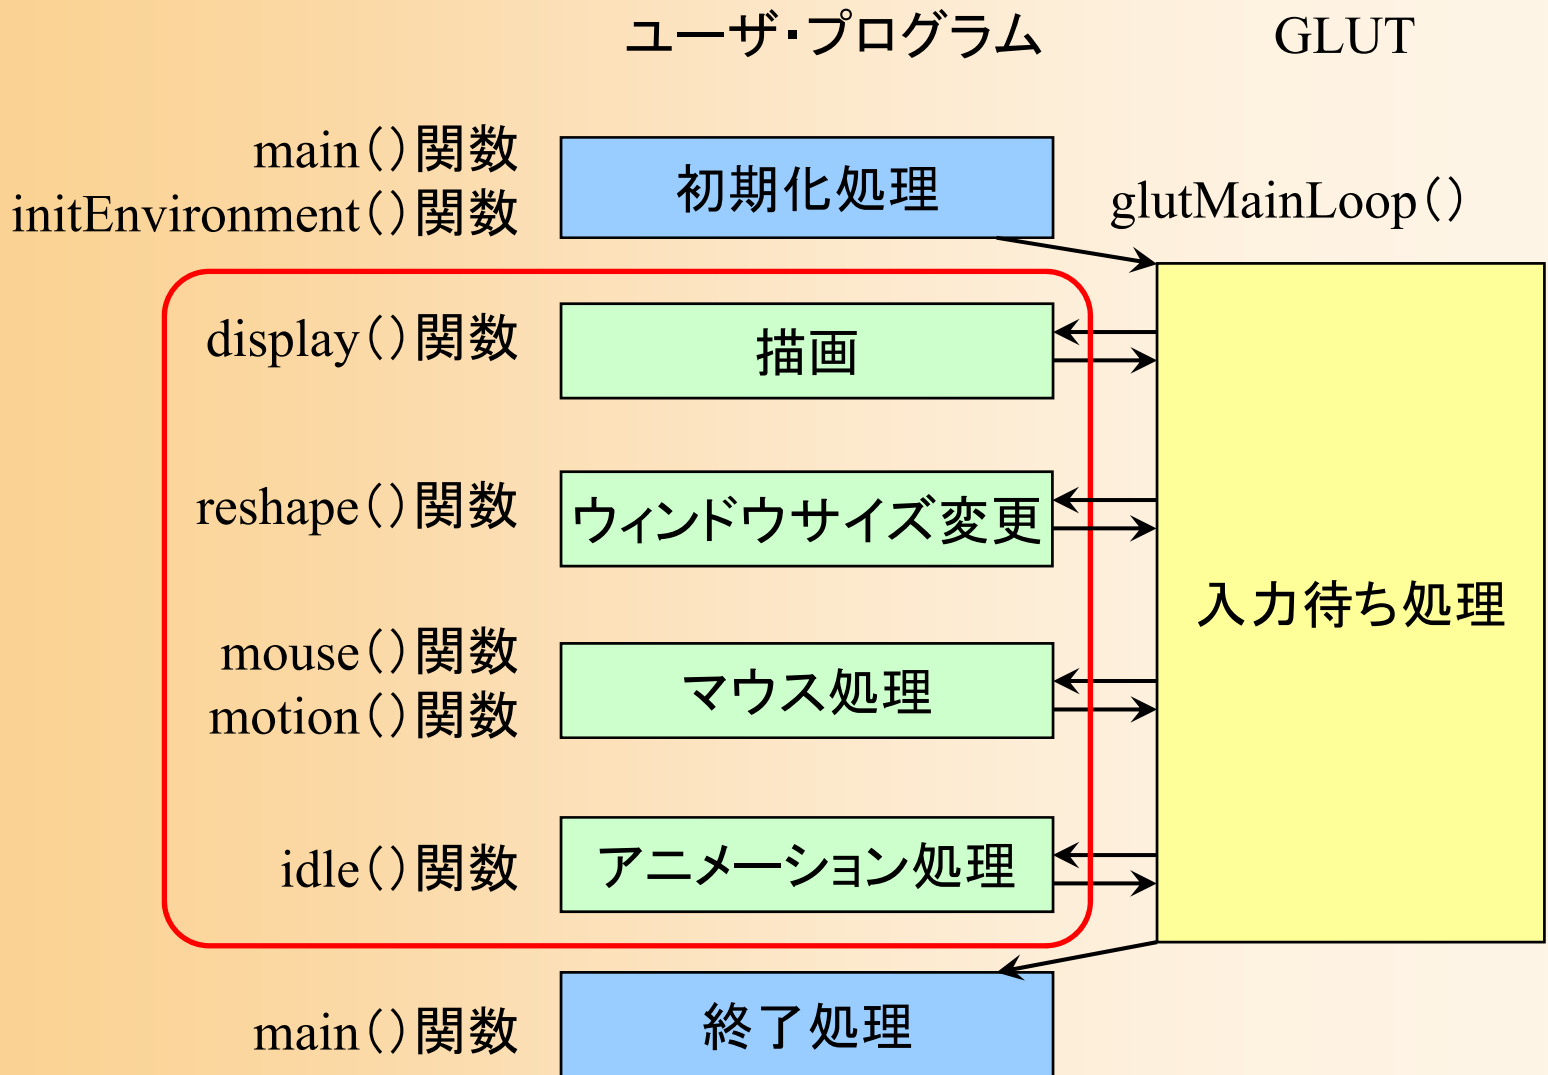 ユーザ・プログラム
GLUT
main()関数
initEnvironment()関数
初期化処理
glutMainLoop()
display()関数
描画
reshape()関数
ウィンドウサイズ変更
入力待ち処理
mouse()関数
motion()関数
マウス処理
idle()関数
アニメーション処理
main()関数
終了処理